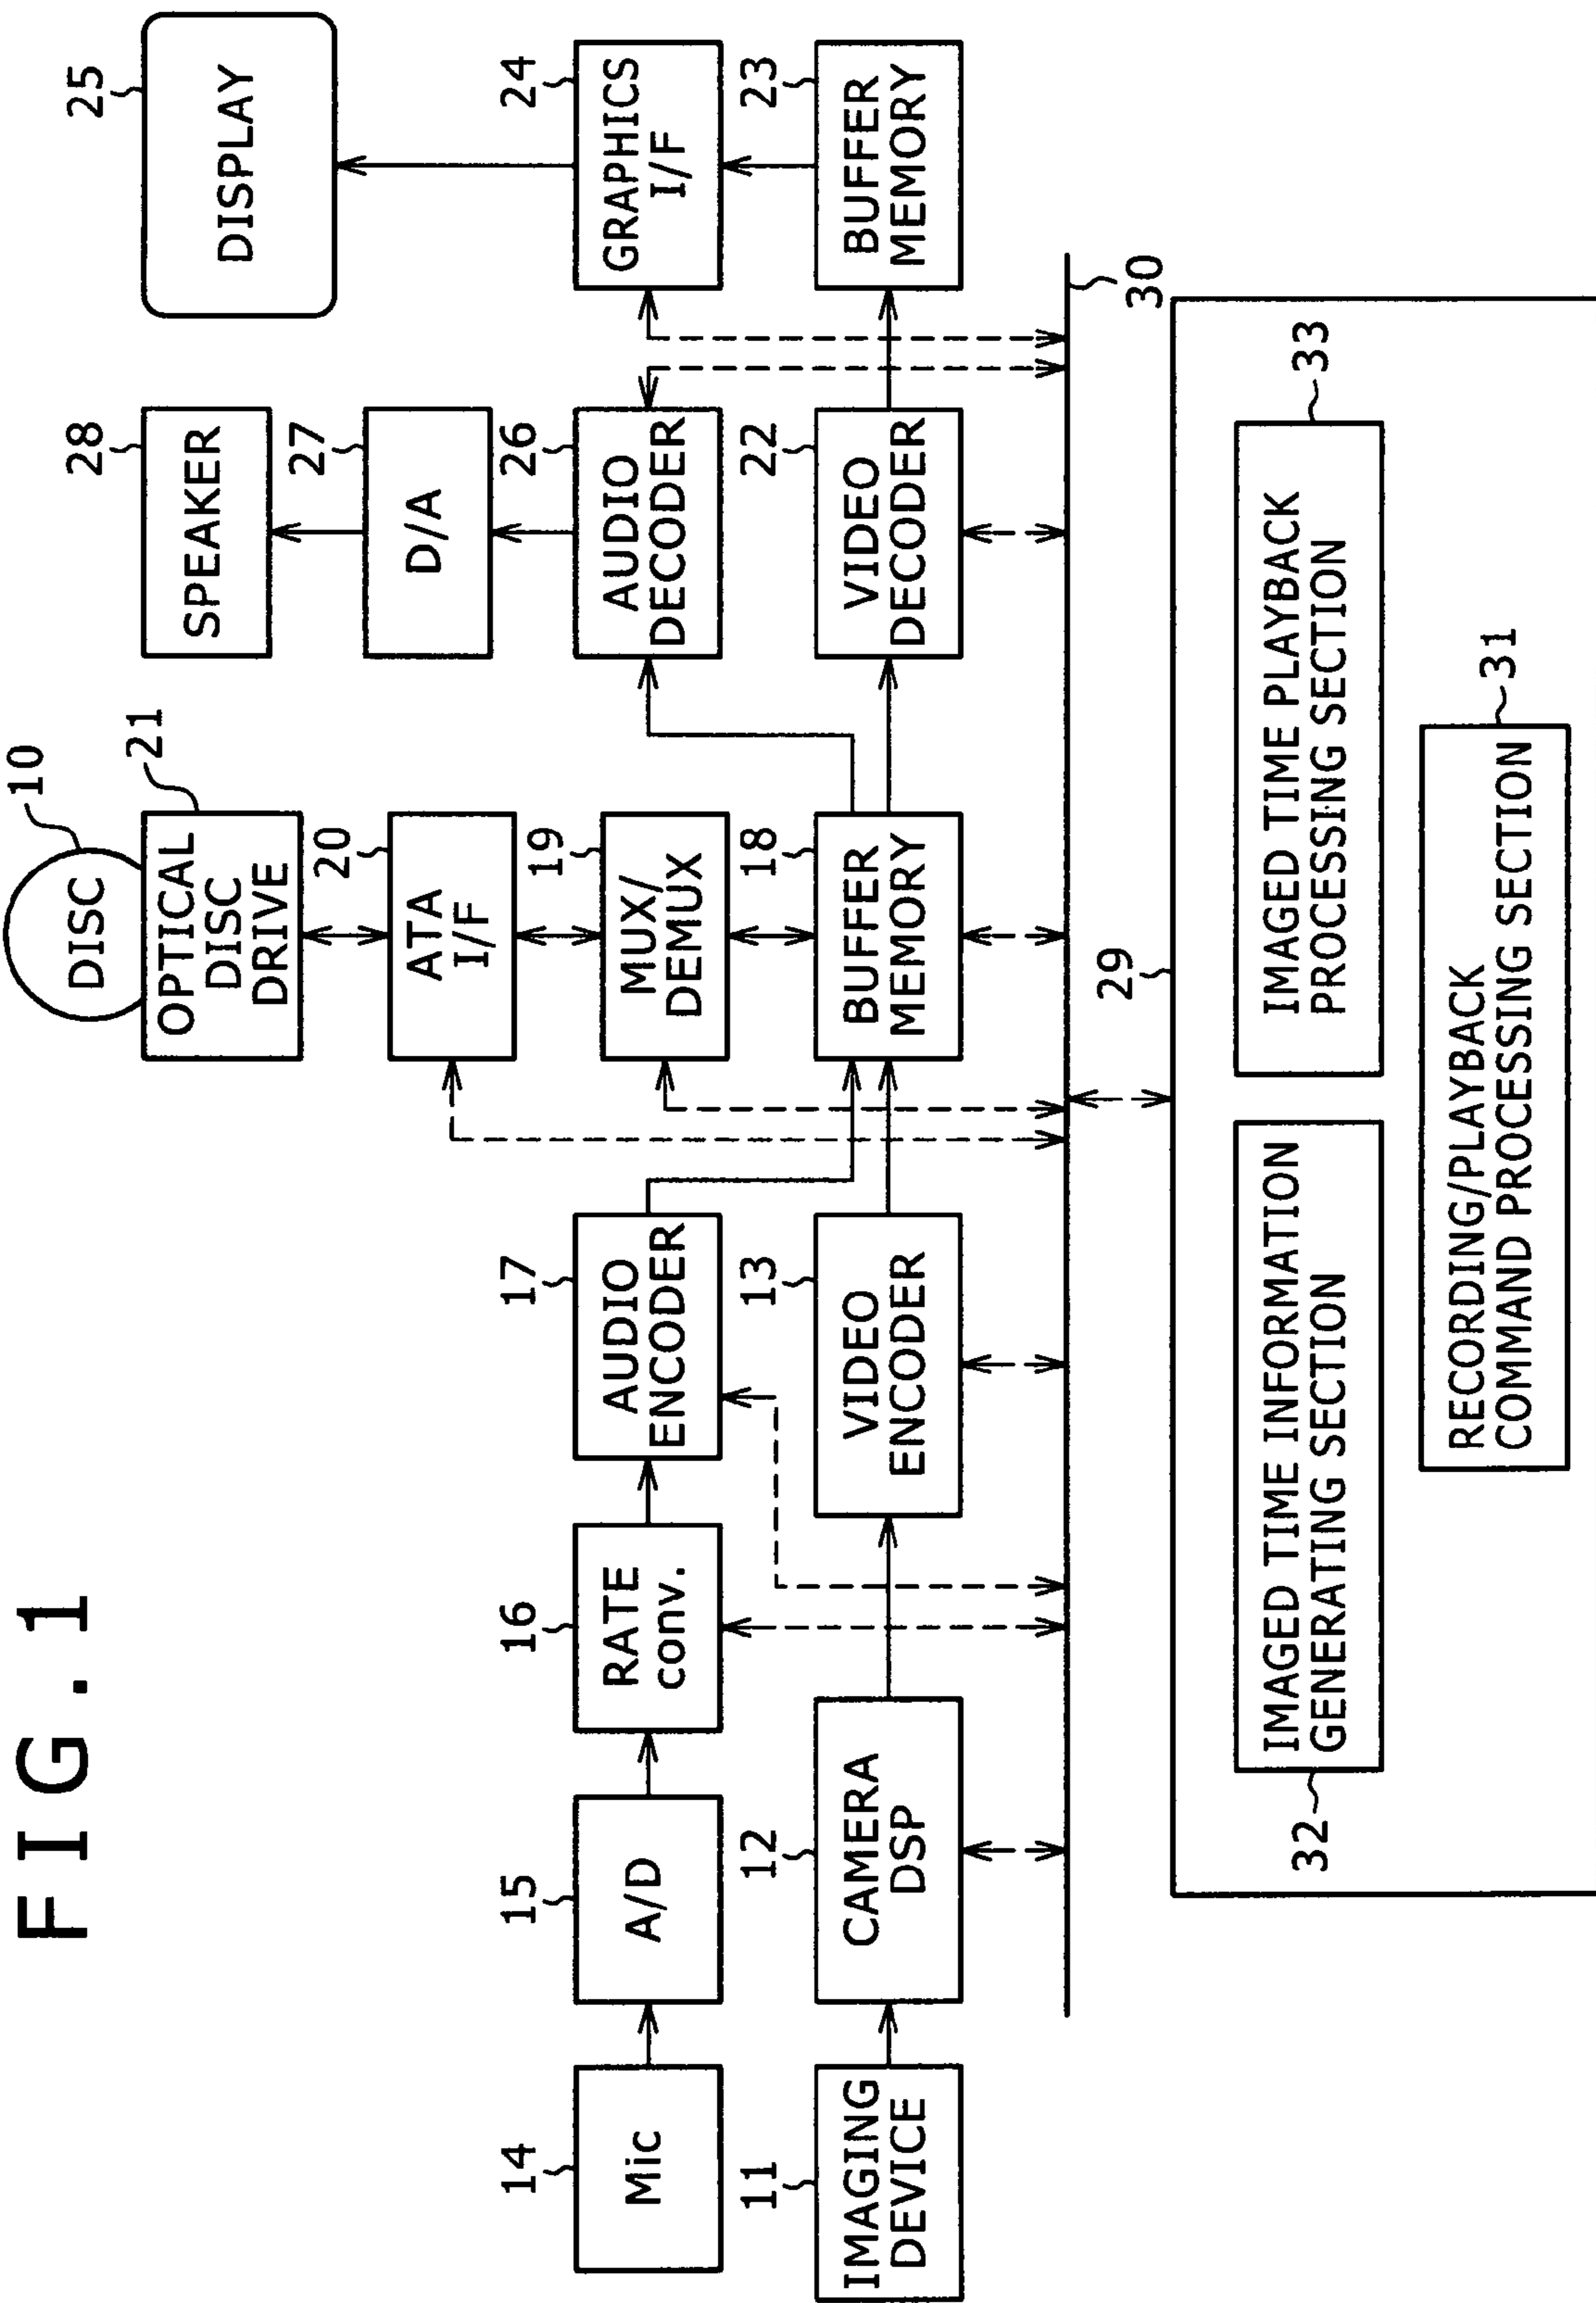 FIG.1
10
DISC
21
OPTICAL
DISC
DRIVE
28
SPEAKER
25
DISPLAY
20
ATA
I/F
27
D/A
14
Mic
15
A/D
16
RATE
conv.
17
AUDIO
ENCODER
19
MUX/
DEMUX
26
AUDIO
DECODER
24
GRAPHICS
I/F
11
IMAGING
DEVICE
12
CAMERA
DSP
13
VIDEO
ENCODER
18
BUFFER
MEMORY
22
VIDEO
DECODER
23
BUFFER
MEMORY
30
29
32
IMAGED TIME INFORMATION
GENERATING SECTION
33
IMAGED TIME PLAYBACK
PROCESSING SECTION
31
RECORDING/PLAYBACK
COMMAND PROCESSING SECTION